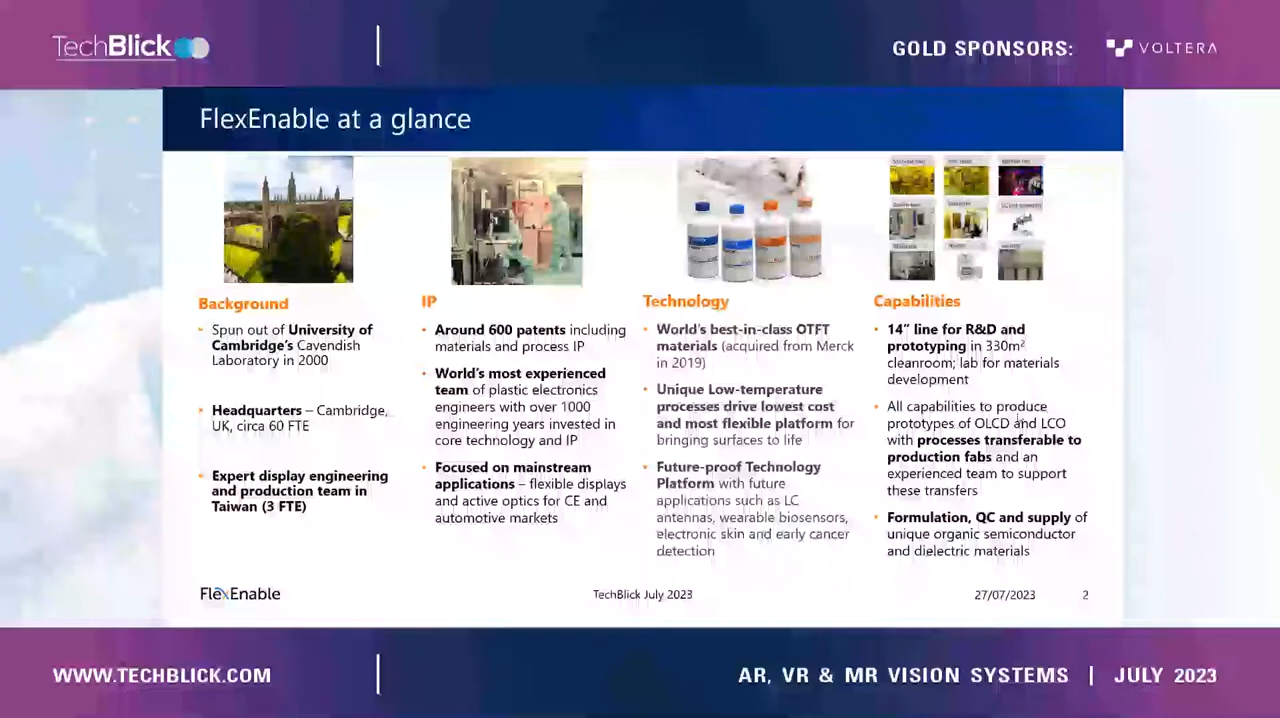 TechBlick
GOLD SPONSORS:
VOLTERA
FlexEnable at a glance
Background
Spun out of University of
Cambridge's Cavendish
Laboratory in 2000
Headquarters – Cambridge,
UK, circa 60 FTE
Expert display engineering
and production team in
Taiwan (3 FTE)
IP
Around 600 patents including
materials and process IP
World's most experienced
team of plastic electronics
engineers with over 1000
engineering years invested in
core technology and IP
Focused on mainstream
applications – flexible displays
and active optics for CE and
automotive markets
Technology
World's best-in-class OTFT
materials (acquired from Merck
in 2019)
Unique Low-temperature
processes drive lowest cost
and most flexible platform for
bringing surfaces to life
Future-proof Technology
Platform with future
applications such as LC
antennas, wearable biosensors,
electronic skin and early cancer
detection
Capabilities
14” line for R&D and
prototyping in 330m²
cleanroom; lab for materials
development
All capabilities to produce
prototypes of OLCD and LCO
with processes transferable to
production fabs and an
experienced team to support
these transfers
Formulation, QC and supply of
unique organic semiconductor
and dielectric materials
FlexEnable
TechBlick July 2023
27/07/2023
2
WWW.TECHBLICK.COM
AR, VR & MR VISION SYSTEMS | JULY 2023